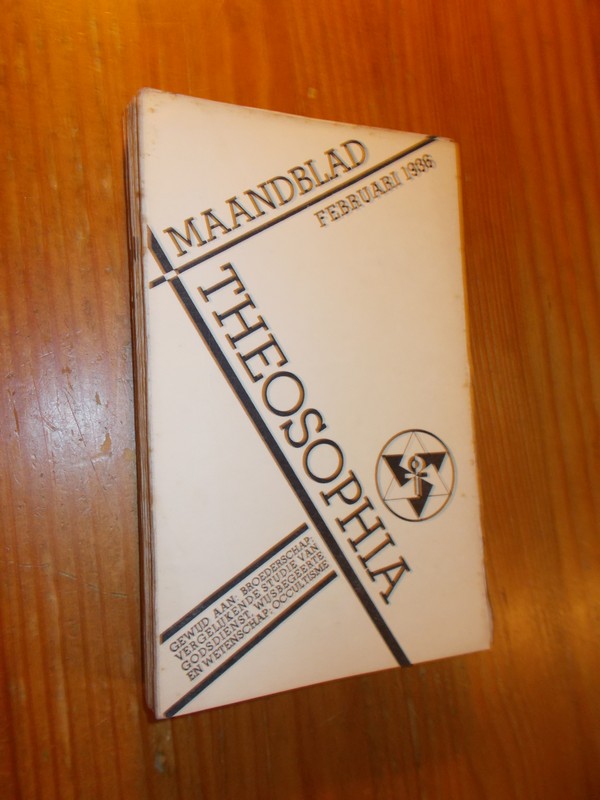 MAANDBLAD
FEBRUARI 1936
THEOSOPHIA
GEWIJD AAN: BROEDERSCHAP;
VERGELIJKENDE STUDIE VAN
GODSDIENST, WIJSBEGEERTE
EN WETENSCHAP; OCCULTISME